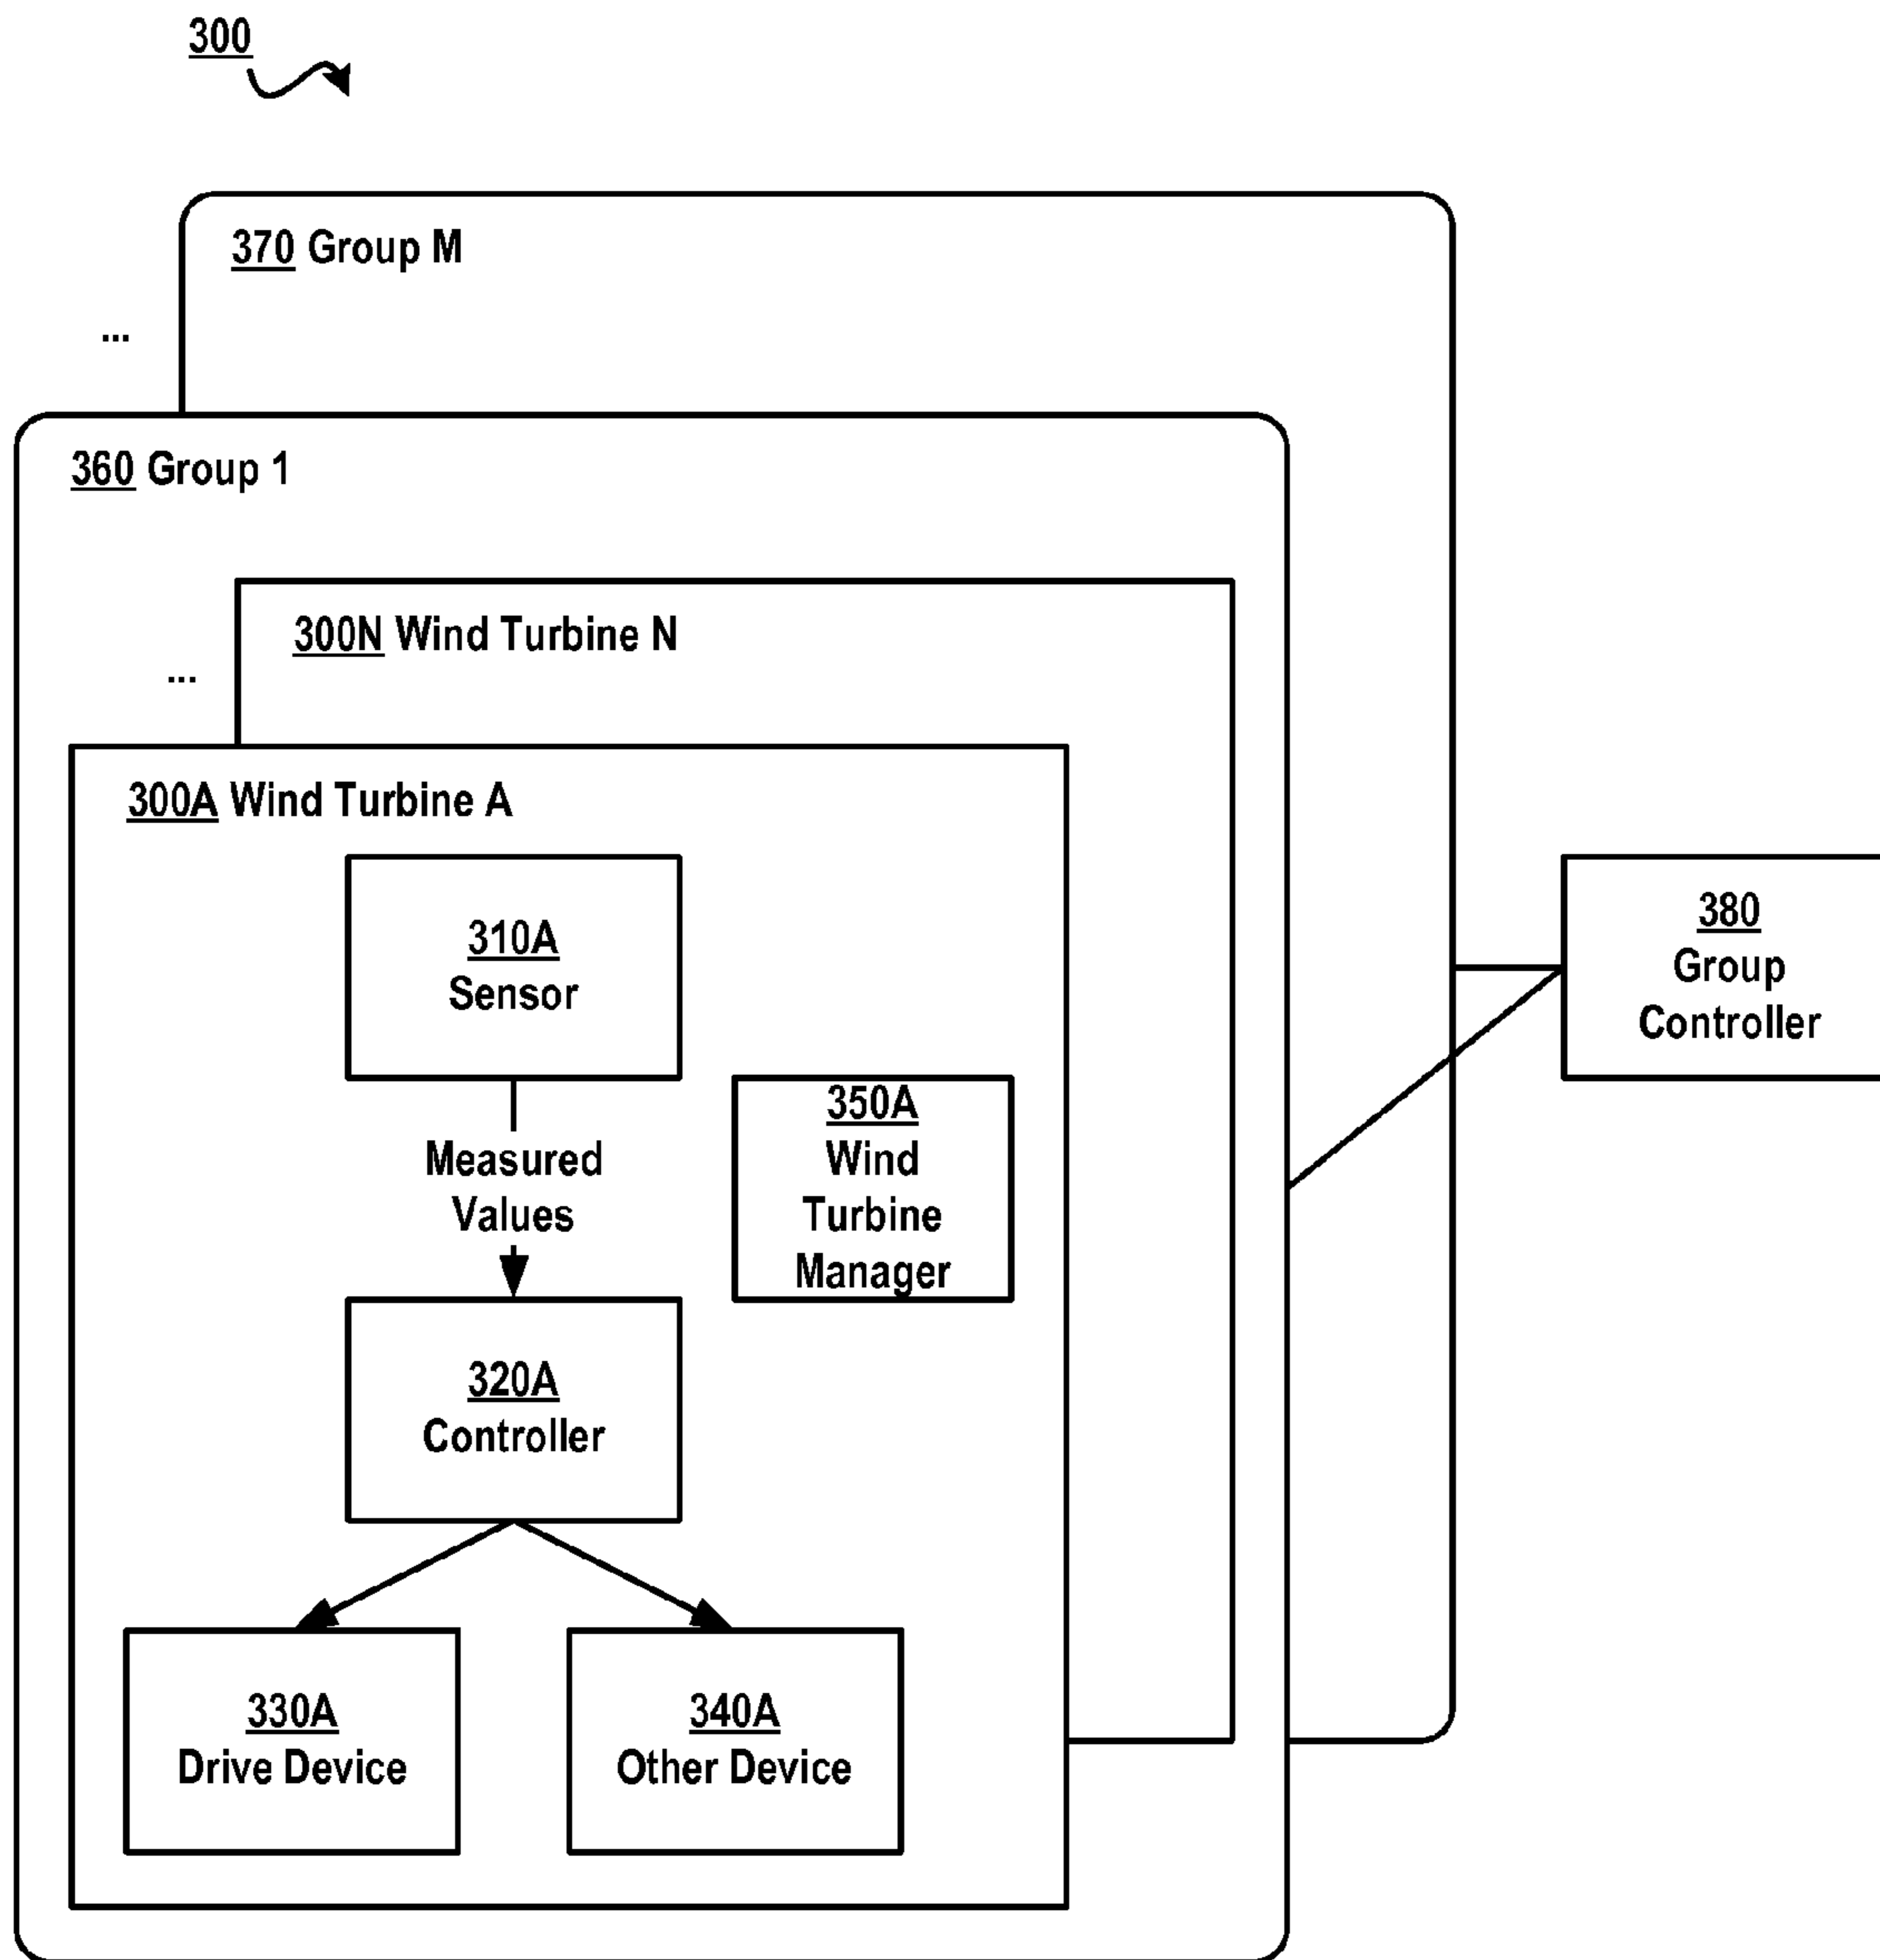 300
370 Group M
...
360 Group 1
300N Wind Turbine N
...
300A Wind Turbine A
310A
Sensor
Measured
Values
350A
Wind
Turbine
Manager
320A
Controller
330A
Drive Device
340A
Other Device
380
Group
Controller